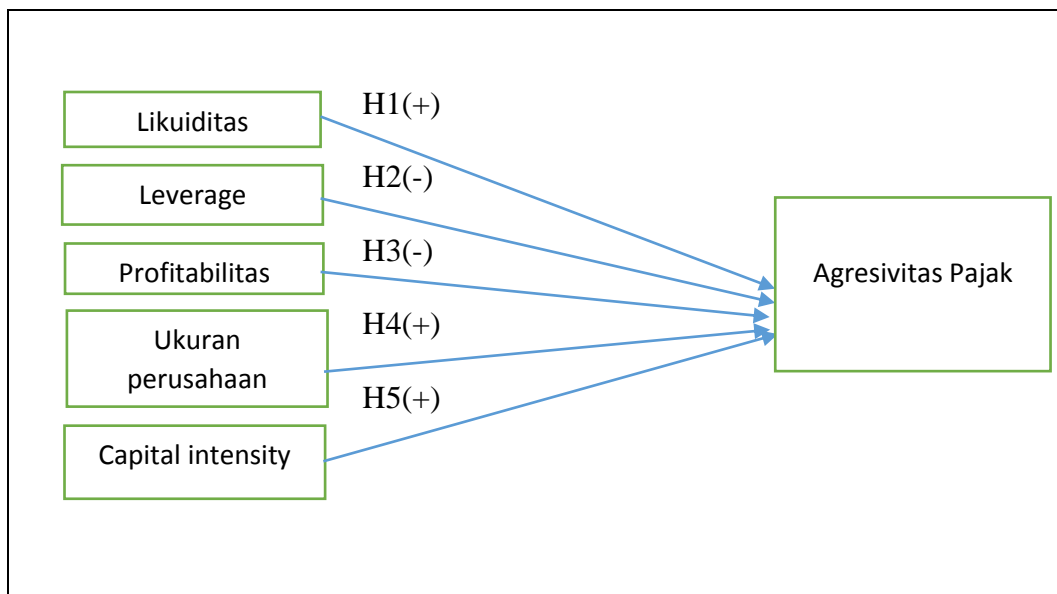 H1(+)
Likuiditas
H2(-)
Leverage
H3(-)
Profitabilitas
Agresivitas Pajak
H4(+)
Ukuran
perusahaan
H5(+)
Capital intensity